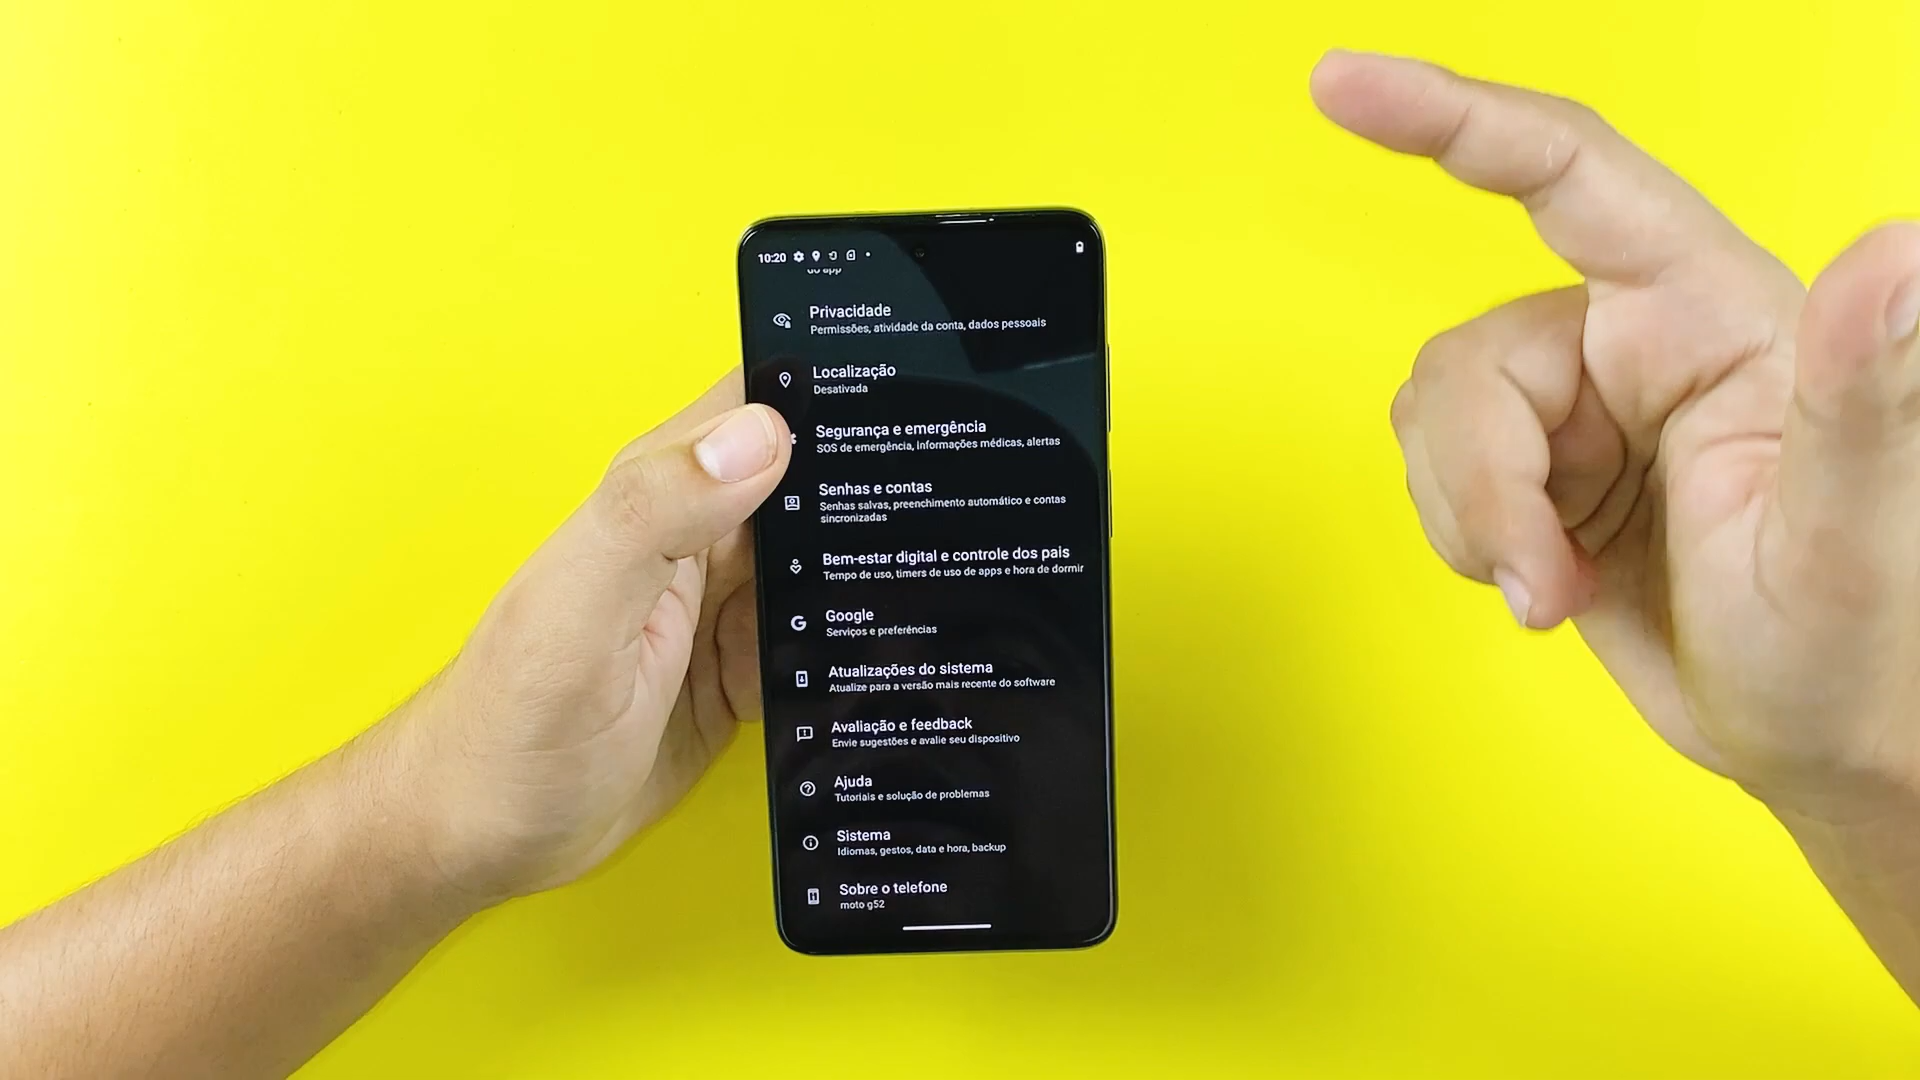 10:20
do app
Privacidade
Permissões, atividade da conta, dados pessoais
Localização
Desativada
Segurança e emergência
SOS de emergência, informações médicas, alertas
Senhas e contas
Senhas salvas, preenchimento automático e contas
sincronizadas
Bem-estar digital e controle dos pais
Tempo de uso, timers de uso de apps e hora de dormir
Google
Serviços e preferências
Atualizações do sistema
Atualize para a versão mais recente do software
Avaliação e feedback
Envie sugestões e avalie seu dispositivo
Ajuda
Tutoriais e solução de problemas
Sistema
Idiomas, gestos, data e hora, backup
Sobre o telefone
moto g52